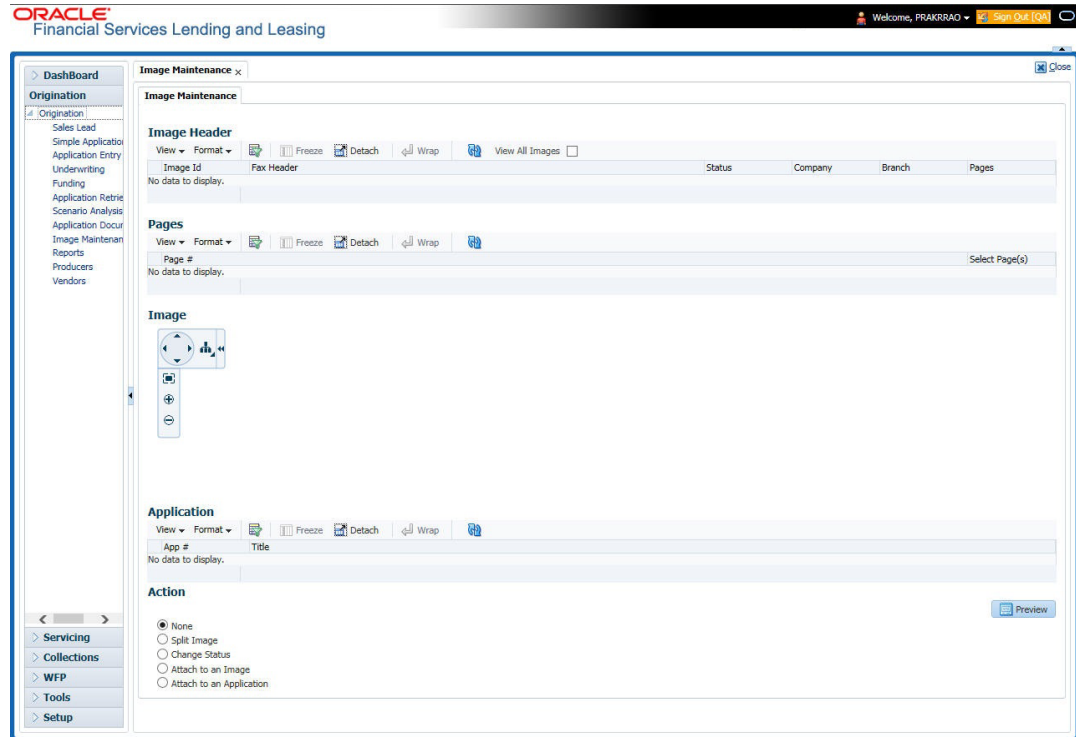 ORACLE
Financial Services Lending and Leasing
Welcome, PRAKRRAO
Sign Out [QA]
Close
DashBoard
Origination
Origination
Sales Lead
Simple Applicatio
Application Entry
Underwriting
Funding
Application Retrie
Scenario Analysis
Application Docur
Image Maintenan
Reports
Producers
Vendors
Servicing
Collections
WFP
Tools
Setup
Image Maintenance
Image Maintenance
Image Header
View Format Freeze Detach Wrap View All Images
Image Id Fax Header Status Company Branch Pages
No data to display.
Pages
View Format Freeze Detach Wrap
Page # Select Page(s)
No data to display.
Image
Application
View Format Freeze Detach Wrap
App # Title
No data to display.
Action
Preview
None
Split Image
Change Status
Attach to an Image
Attach to an Application